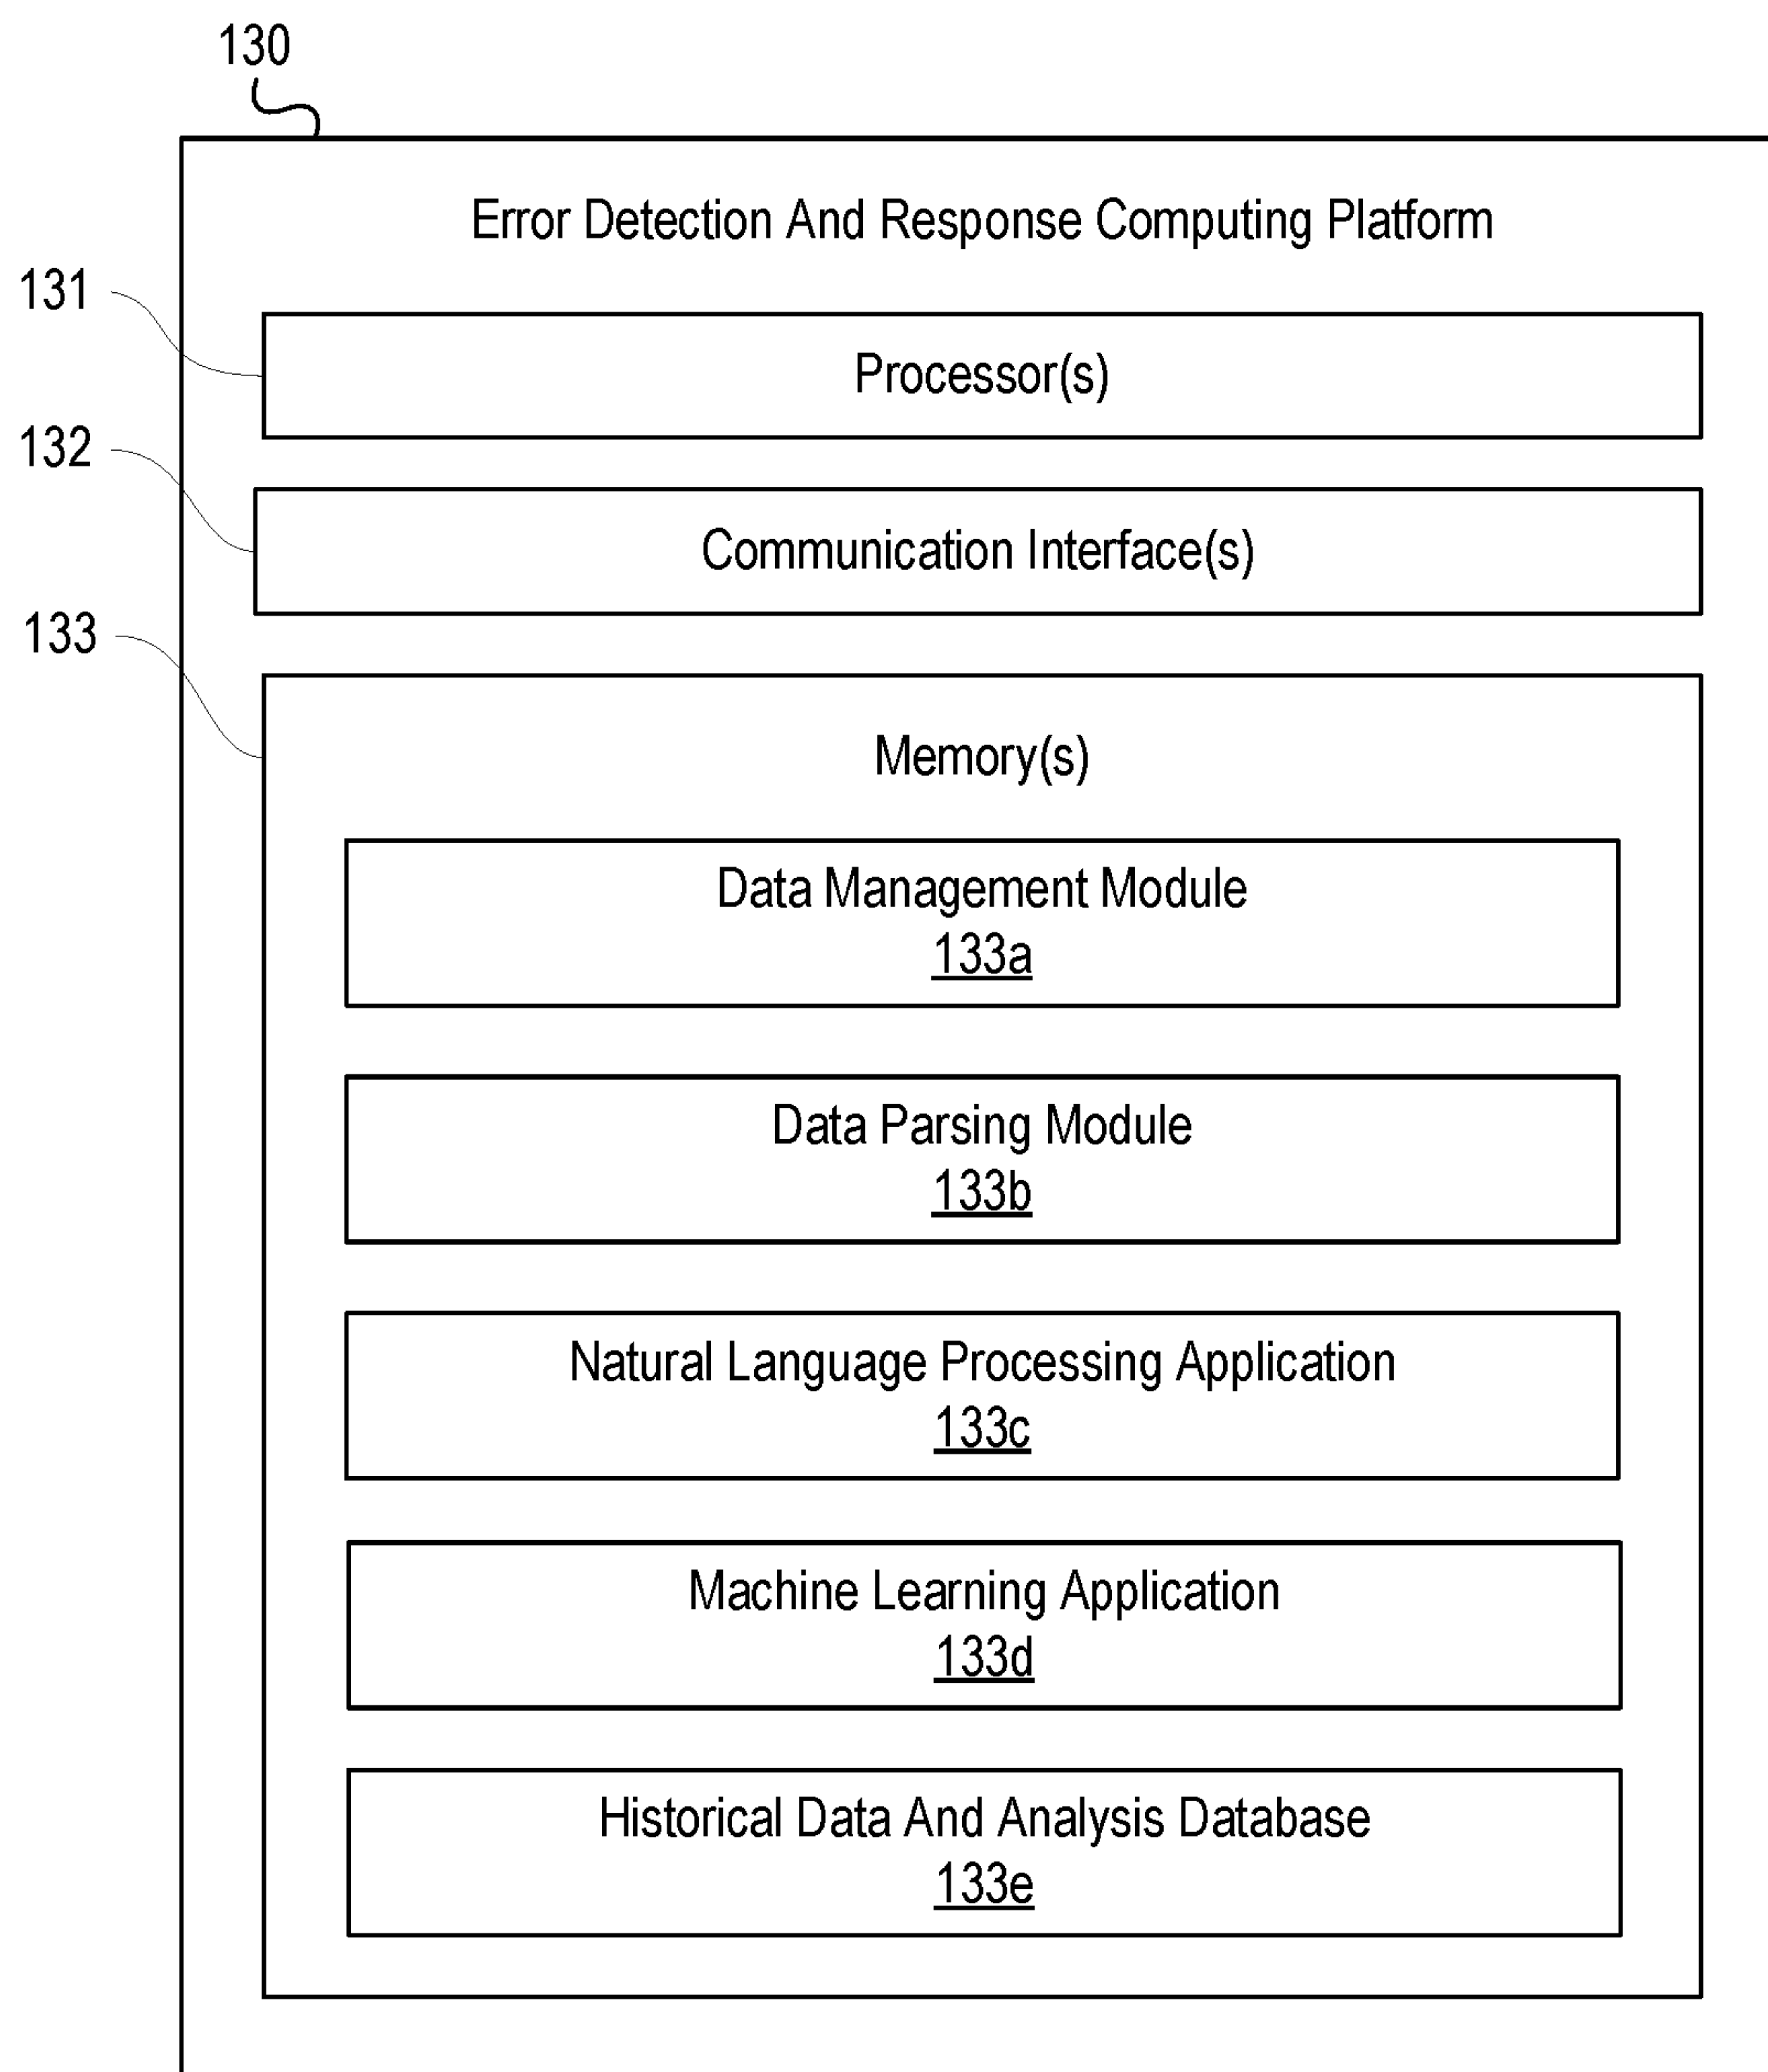 130
Error Detection And Response Computing Platform
131
Processor(s)
132
Communication Interface(s)
133
Memory(s)
Data Management Module
133a
Data Parsing Module
133b
Natural Language Processing Application
133c
Machine Learning Application
133d
Historical Data And Analysis Database
133e